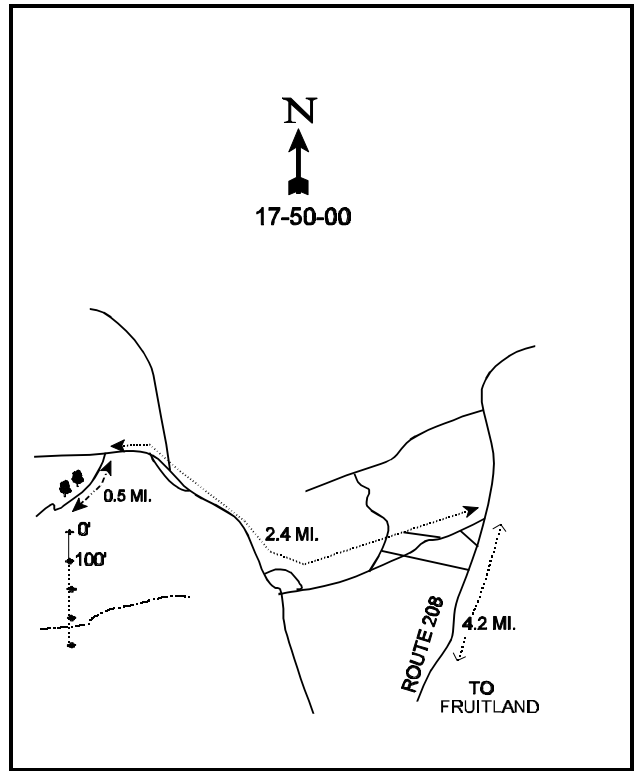 N
17-50-00
0.5 MI.
0'
100'
2.4 MI.
4.2 MI.
ROUTE 208
TO
FRUITLAND